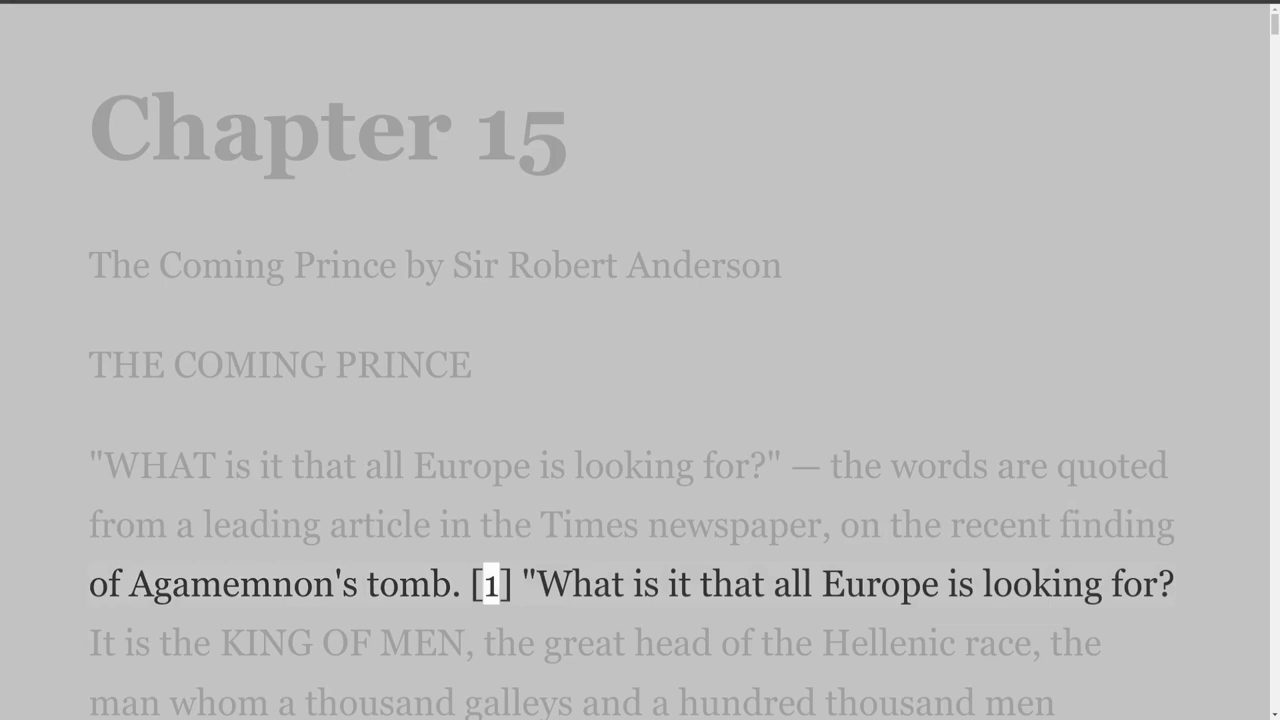 Chapter 15
The Coming Prince by Sir Robert Anderson
THE COMING PRINCE
"WHAT is it that all Europe is looking for?" — the words are quoted
from a leading article in the Times newspaper, on the recent finding
of Agamemnon's tomb. [1] "What is it that all Europe is looking for?
It is the KING OF MEN, the great head of the Hellenic race, the
man whom a thousand galleys and a hundred thousand men